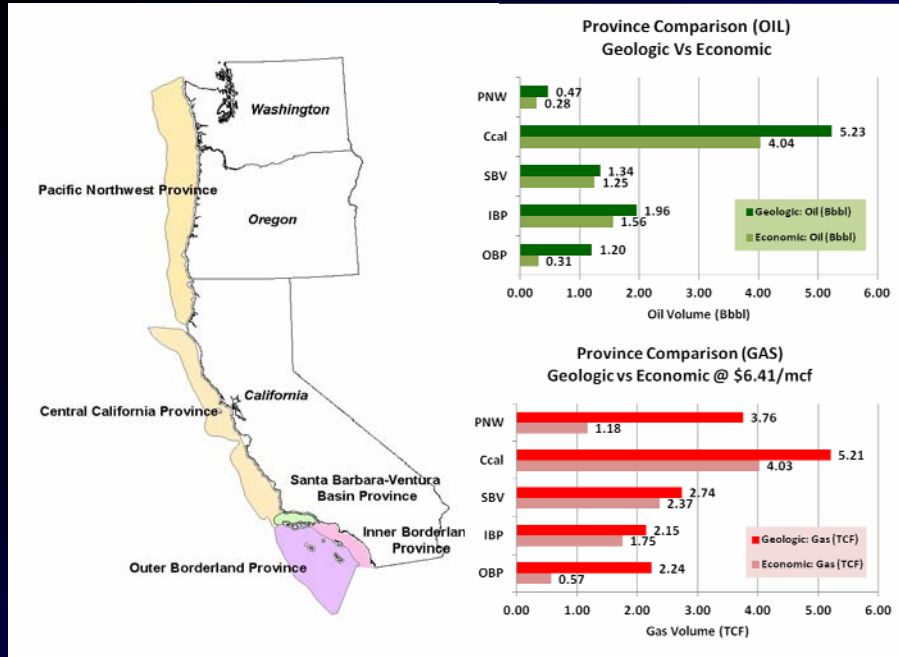 Washington
Pacific Northwest Province
Oregon
Central California Province
California
Santa Barbara-Ventura
Basin Province
Inner Borderlan
Province
Outer Borderland Province
Province Comparison (OIL)
Geologic Vs Economic
PNW
0.47
0.28
Ccal
5.23
4.04
SBV
1.34
1.25
IBP
1.96
1.56
OBP
1.20
0.31
Geologic: Oil (Bbbl)
Economic: Oil (Bbbl)
0.00 1.00 2.00 3.00 4.00 5.00 6.00
Oil Volume (Bbbl)
Province Comparison (GAS)
Geologic vs Economic @ $6.41/mcf
PNW
3.76
1.18
Ccal
5.21
4.03
SBV
2.74
2.37
IBP
2.15
1.75
OBP
2.24
0.57
Geologic: Gas (TCF)
Economic: Gas (TCF)
0.00 1.00 2.00 3.00 4.00 5.00 6.00
Gas Volume (TCF)